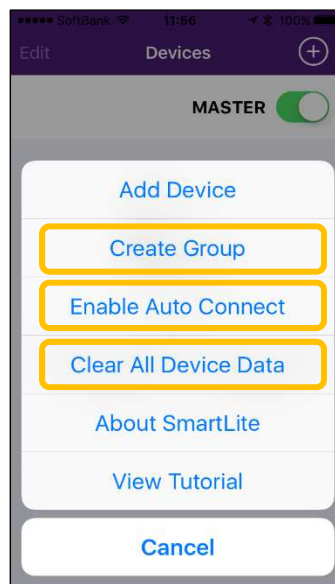 SoftBank 11:56 100%
Edit Devices
MASTER
Add Device
Create Group
Enable Auto Connect
Clear All Device Data
About SmartLite
View Tutorial
Cancel